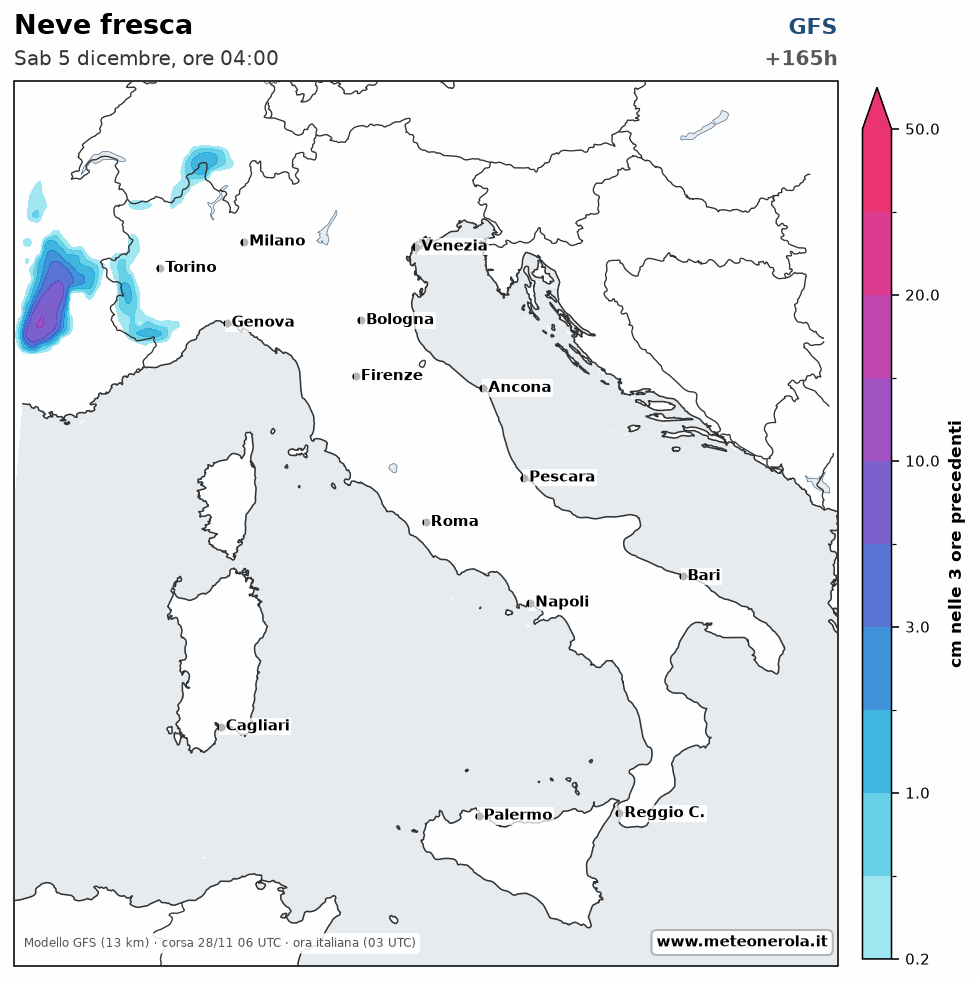 Neve fresca
GFS
Sab 5 dicembre, ore 04:00
+165h
50.0
Milano
Venezia
Torino
20.0
Genova
Bologna
Firenze
Ancona
10.0
Pescara
Roma
Bari
Napoli
3.0
cm nelle 3 ore precedenti
Cagliari
1.0
Palermo
Reggio C.
Modello GFS (13 km) · corsa 28/11 06 UTC · ora italiana (03 UTC)
www.meteonerola.it
0.2